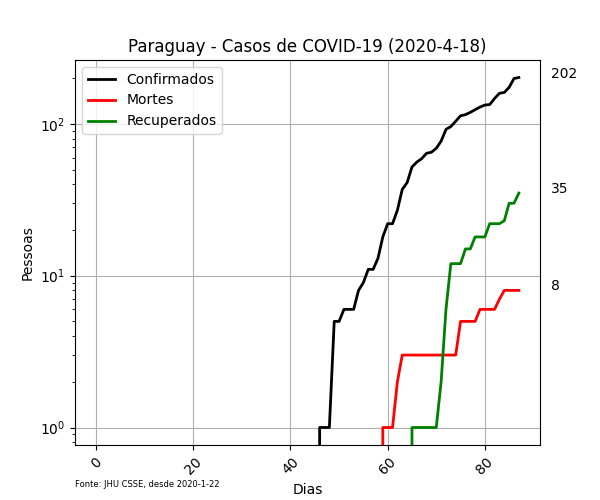 Paraguay - Casos de COVID-19 (2020-4-18)
Confirmados
Mortes
Recuperados
202
35
8
10²
10¹
10⁰
Pessoas
0
20
40
60
80
Dias
Fonte: JHU CSSE, desde 2020-1-22